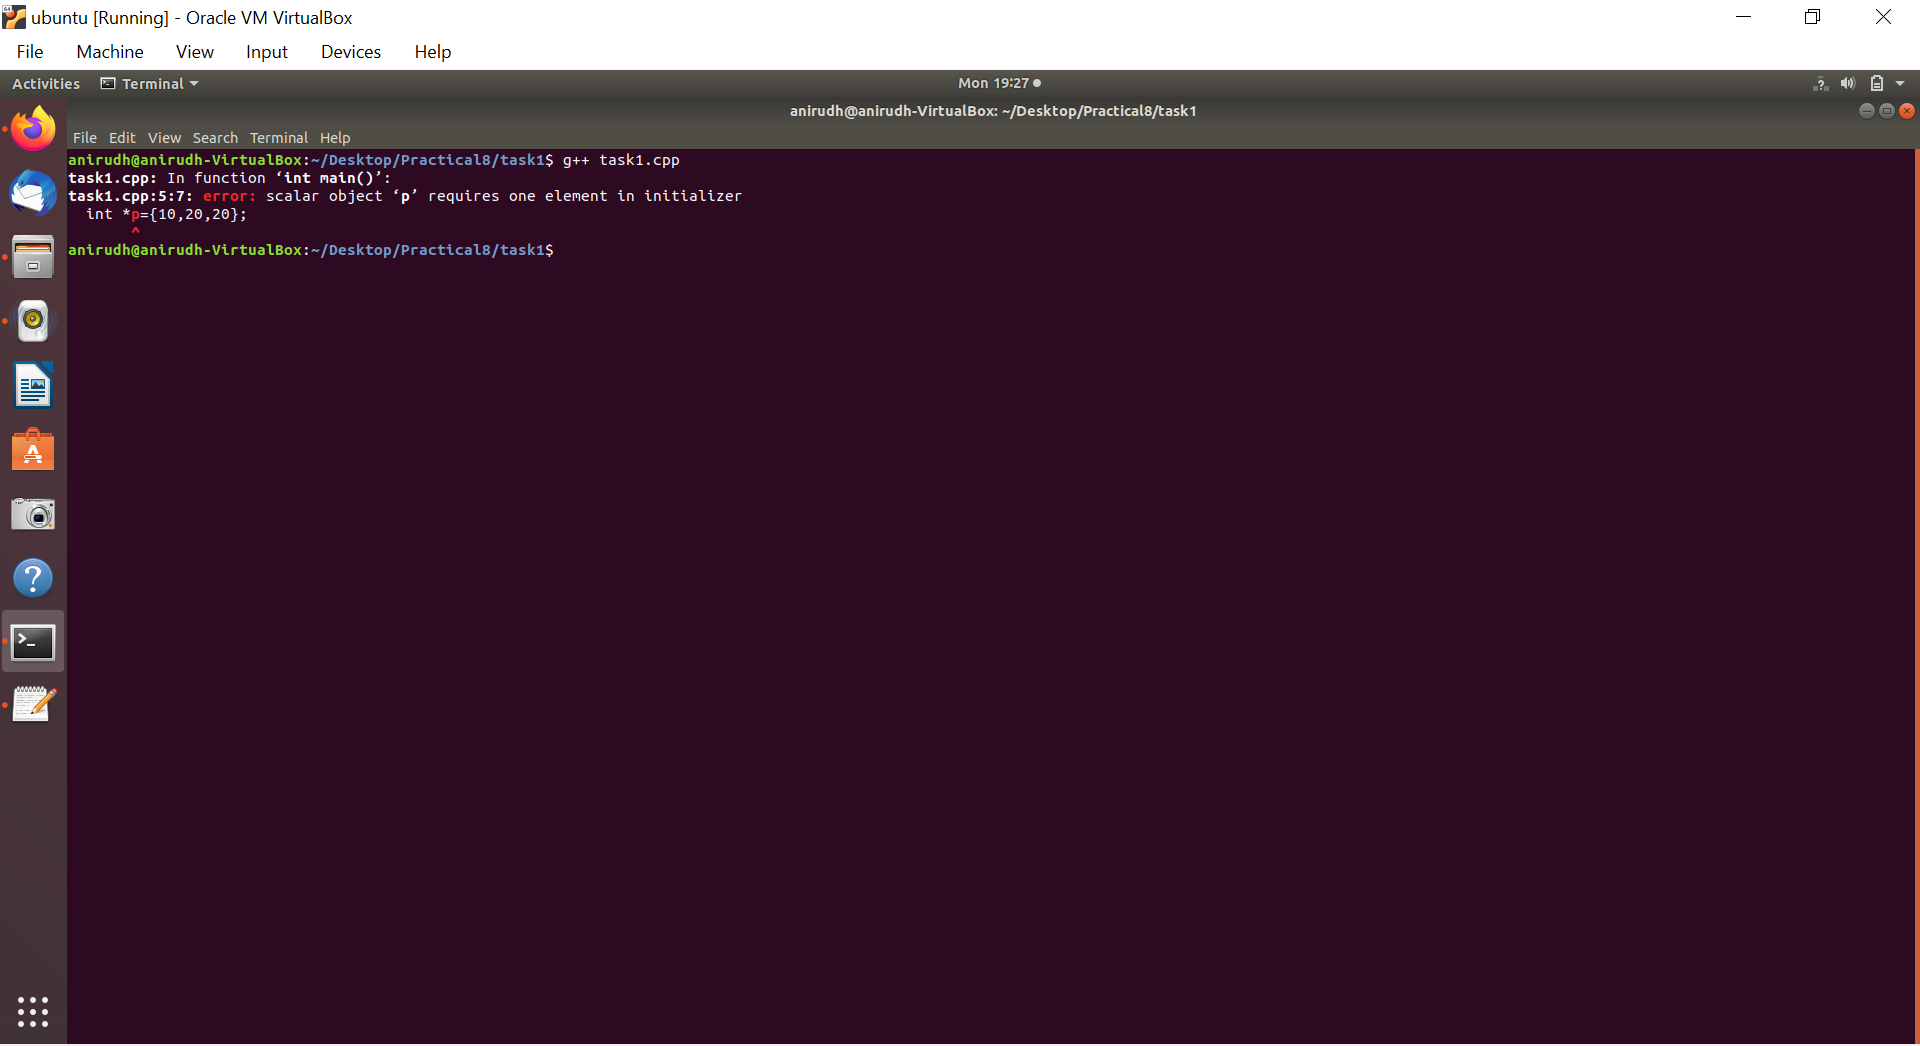 ubuntu [Running] - Oracle VM VirtualBox
File Machine View Input Devices Help
Activities Terminal Mon 19:27
anirudh@anirudh-VirtualBox: ~/Desktop/Practical8/task1
File Edit View Search Terminal Help
anirudh@anirudh-VirtualBox:~/Desktop/Practical8/task1$ g++ task1.cpp
task1.cpp: In function ‘int main()’:
task1.cpp:5:7: error: scalar object ‘p’ requires one element in initializer
  int *p={10,20,20};
       ^
anirudh@anirudh-VirtualBox:~/Desktop/Practical8/task1$